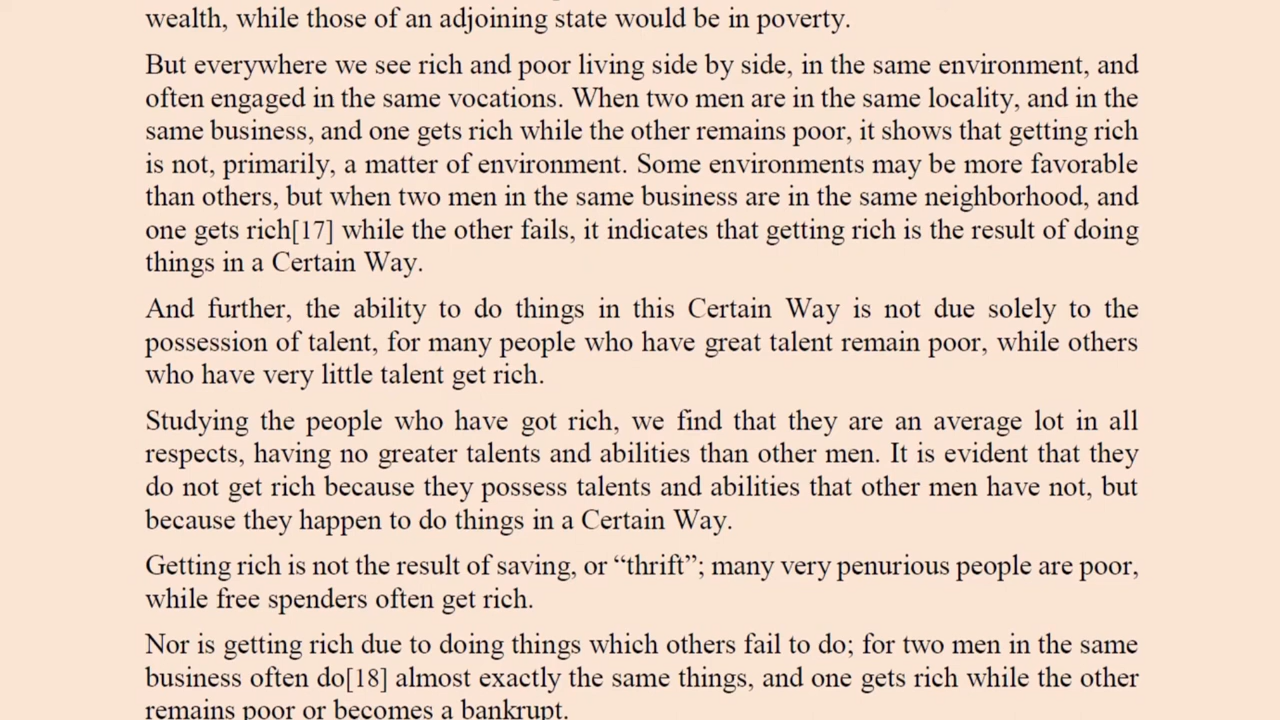 wealth, while those of an adjoining state would be in poverty.
But everywhere we see rich and poor living side by side, in the same environment, and
often engaged in the same vocations. When two men are in the same locality, and in the
same business, and one gets rich while the other remains poor, it shows that getting rich
is not, primarily, a matter of environment. Some environments may be more favorable
than others, but when two men in the same business are in the same neighborhood, and
one gets rich[17] while the other fails, it indicates that getting rich is the result of doing
things in a Certain Way.
And further, the ability to do things in this Certain Way is not due solely to the
possession of talent, for many people who have great talent remain poor, while others
who have very little talent get rich.
Studying the people who have got rich, we find that they are an average lot in all
respects, having no greater talents and abilities than other men. It is evident that they
do not get rich because they possess talents and abilities that other men have not, but
because they happen to do things in a Certain Way.
Getting rich is not the result of saving, or “thrift”; many very penurious people are poor,
while free spenders often get rich.
Nor is getting rich due to doing things which others fail to do; for two men in the same
business often do[18] almost exactly the same things, and one gets rich while the other
remains poor or becomes a bankrupt.